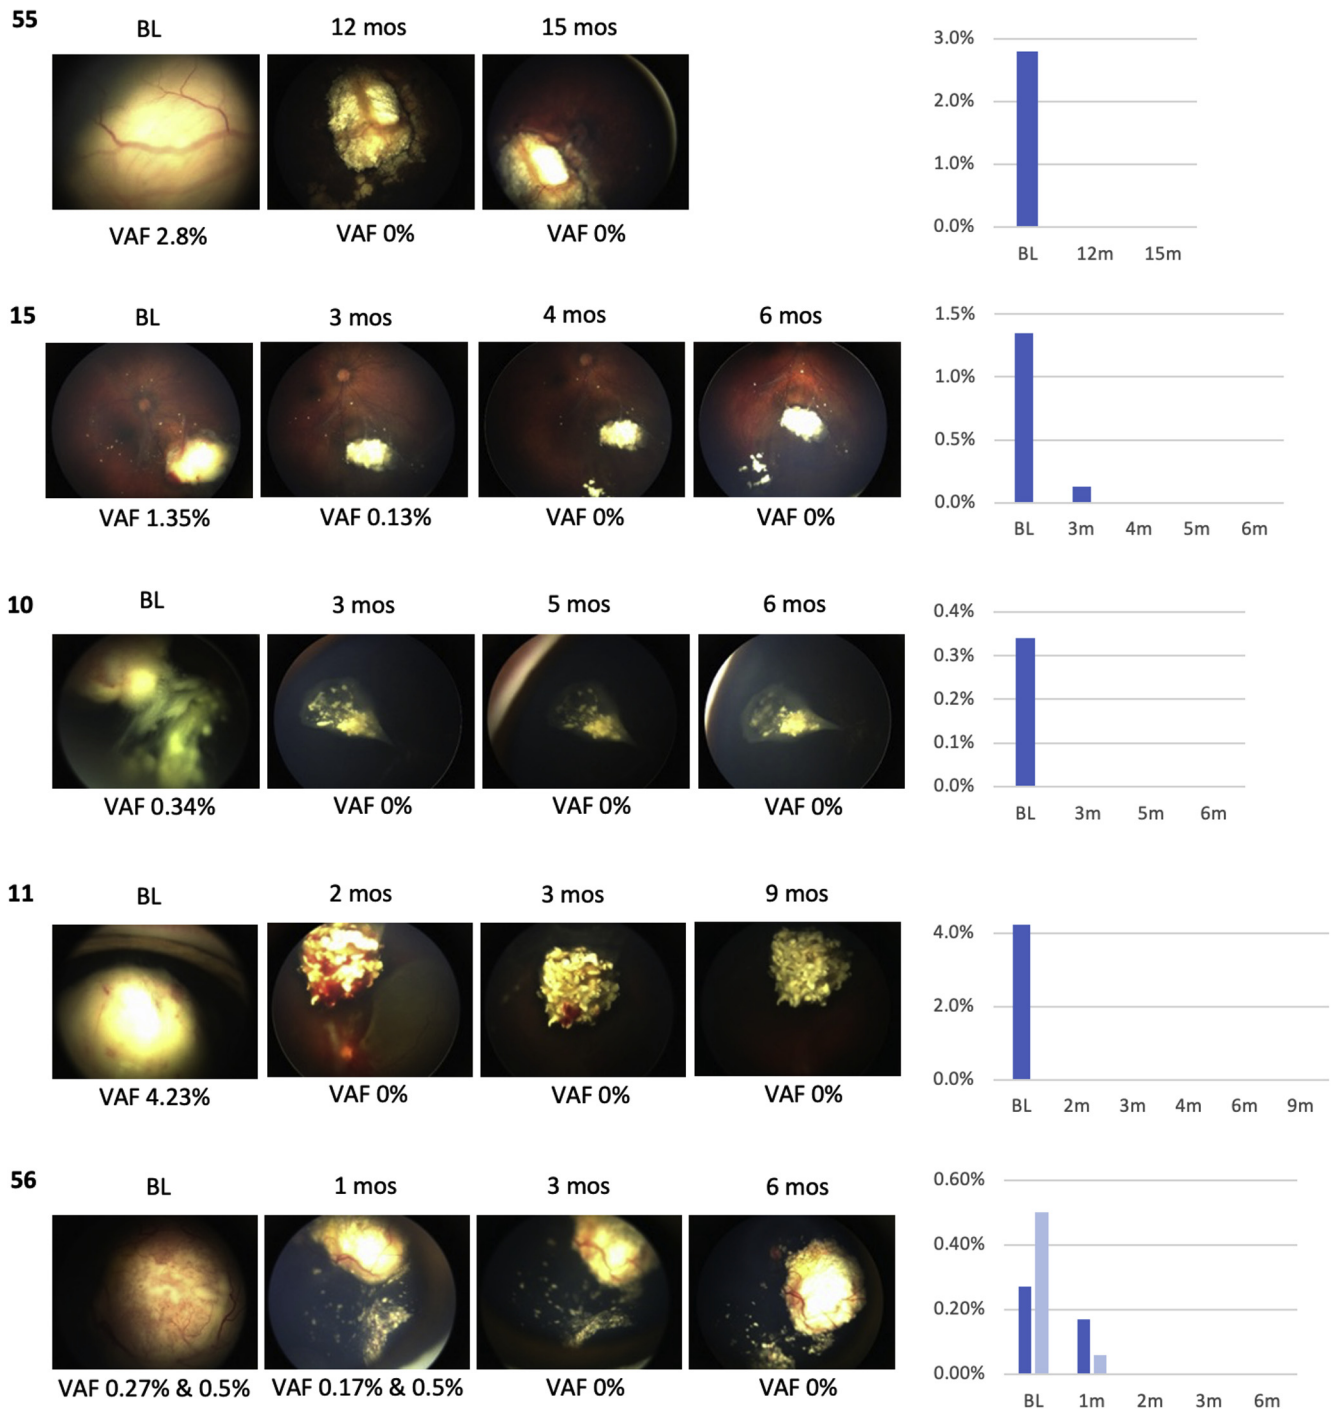 55
BL 12 mos 15 mos
VAF 2.8% VAF 0% VAF 0%
3.0%
2.0%
1.0%
0.0%
BL 12m 15m
15
BL 3 mos 4 mos 6 mos
VAF 1.35% VAF 0.13% VAF 0% VAF 0%
1.5%
1.0%
0.5%
0.0%
BL 3m 4m 5m 6m
10
BL 3 mos 5 mos 6 mos
VAF 0.34% VAF 0% VAF 0% VAF 0%
0.4%
0.3%
0.2%
0.1%
0.0%
BL 3m 5m 6m
11
BL 2 mos 3 mos 9 mos
VAF 4.23% VAF 0% VAF 0% VAF 0%
4.0%
2.0%
0.0%
BL 2m 3m 4m 6m 9m
56
BL 1 mos 3 mos 6 mos
VAF 0.27% & 0.5% VAF 0.17% & 0.5% VAF 0% VAF 0%
0.60%
0.40%
0.20%
0.00%
BL 1m 2m 3m 6m